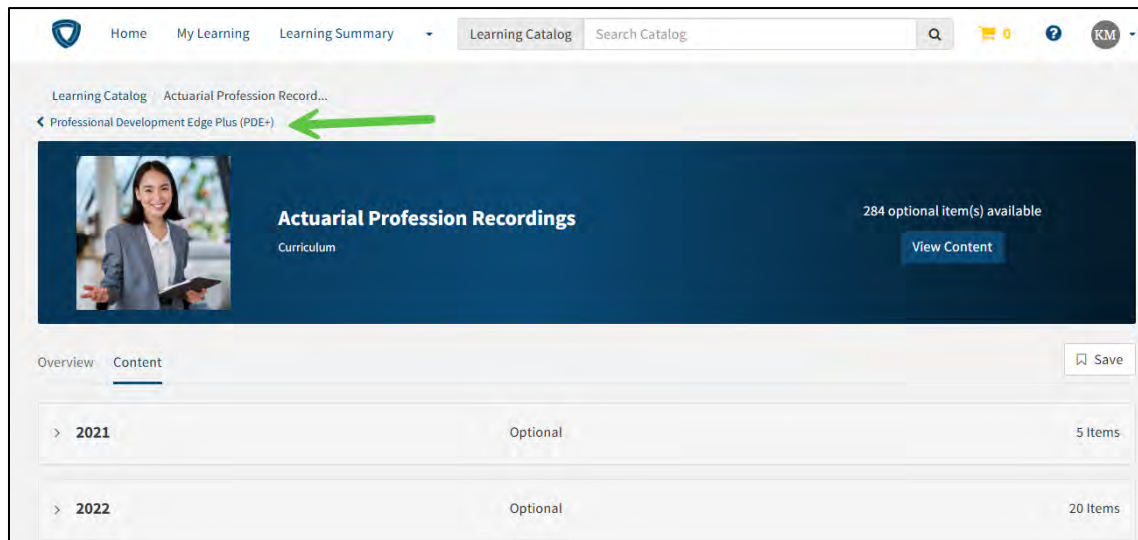 Home My Learning Learning Summary Learning Catalog Search Catalog 0 KM
Learning Catalog Actuarial Profession Record...
Professional Development Edge Plus (PDE+)
Actuarial Profession Recordings
Curriculum
284 optional item(s) available
View Content
Overview Content Save
2021 Optional 5 Items
2022 Optional 20 Items